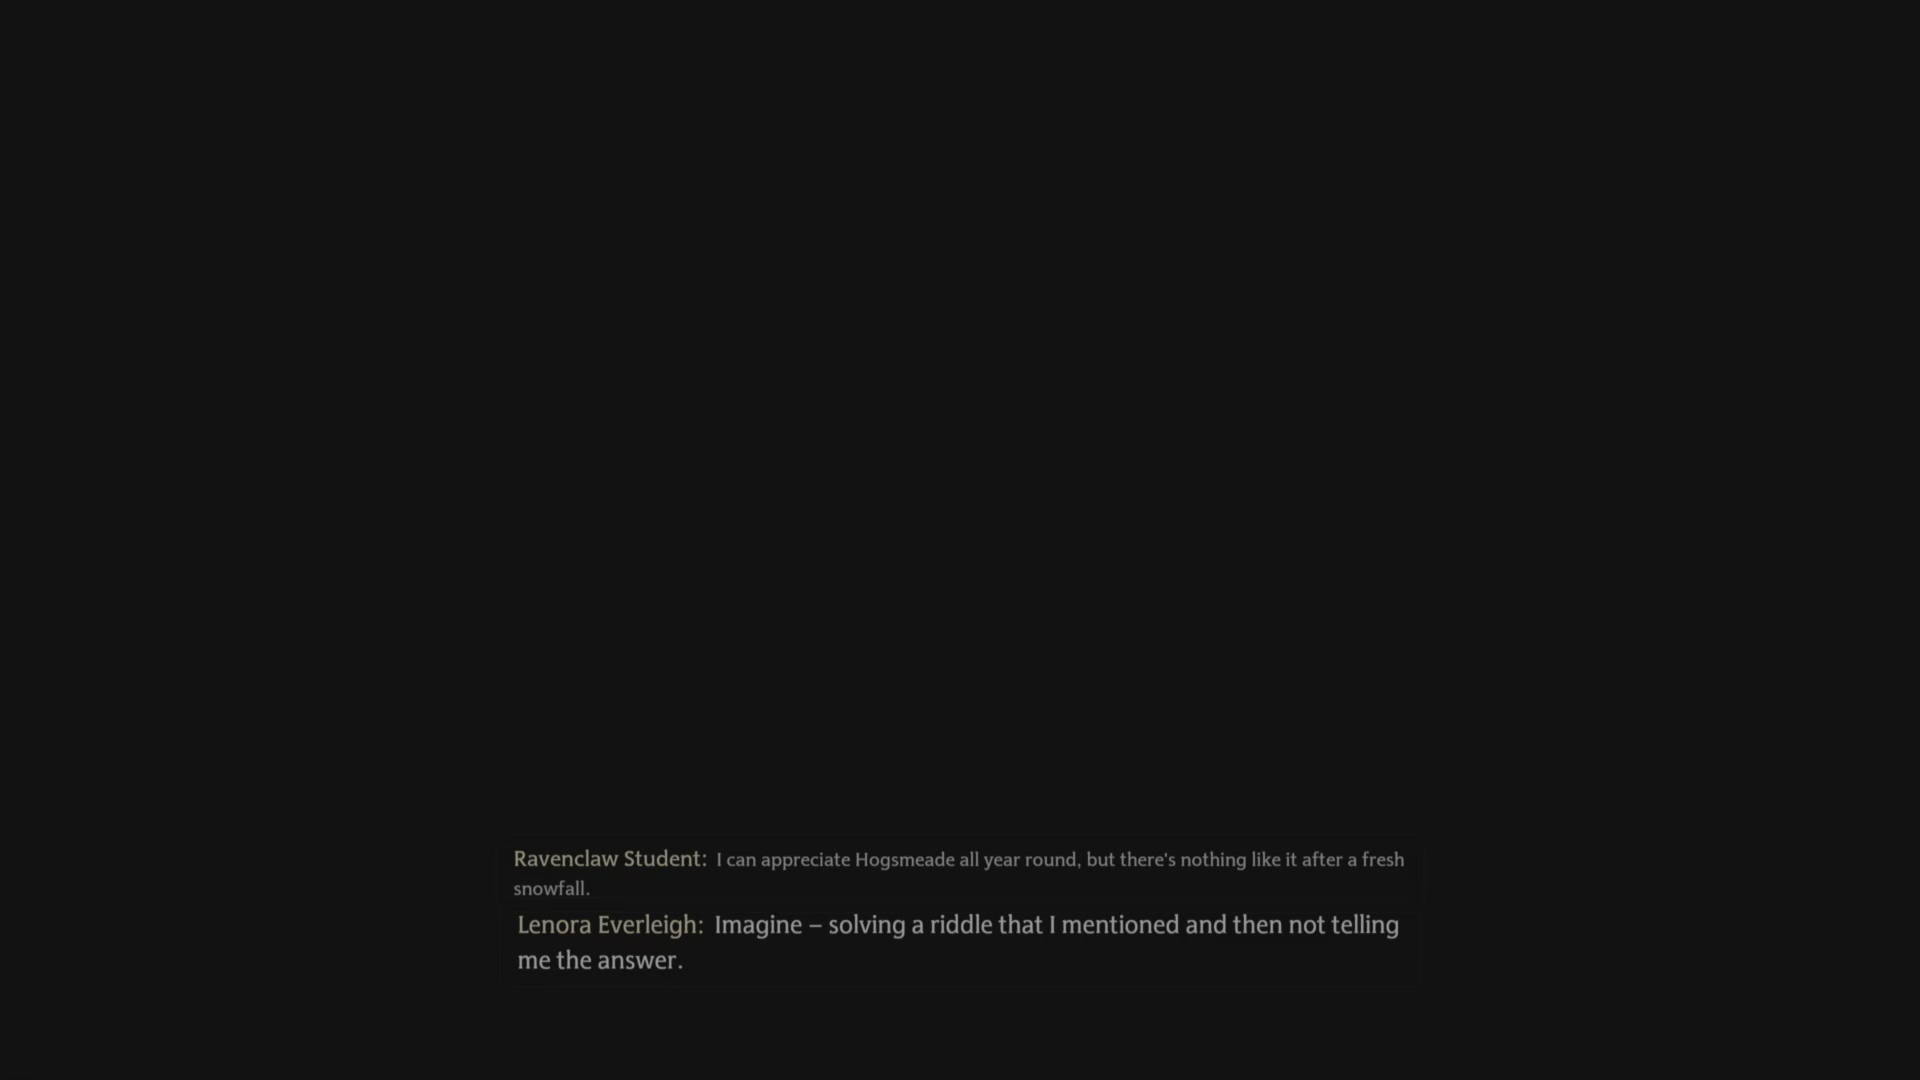 Ravenclaw Student: I can appreciate Hogsmeade all year round, but there's nothing like it after a fresh
snowfall.
Lenora Everleigh: Imagine – solving a riddle that I mentioned and then not telling
me the answer.